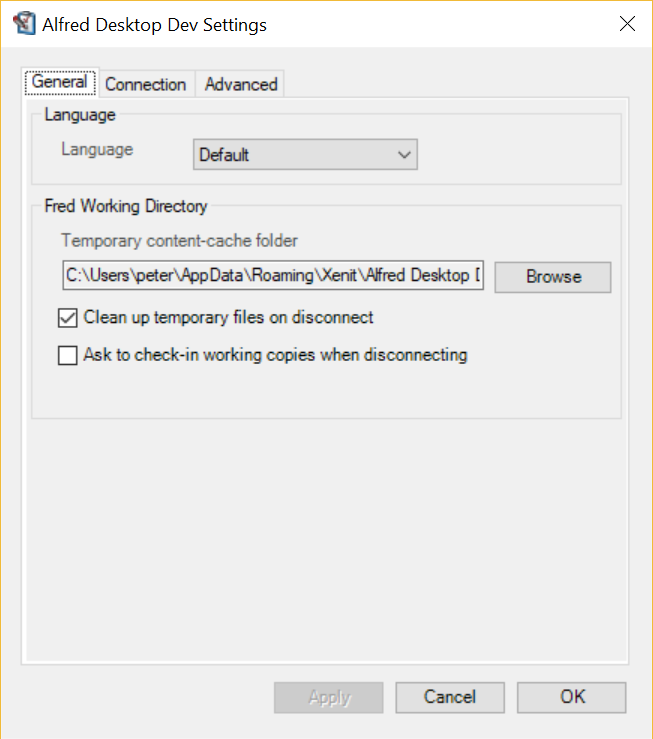 Alfred Desktop Dev Settings
General Connection Advanced
Language
Language Default
Fred Working Directory
Temporary content-cache folder
C:\Users\peter\AppData\Roaming\Xenit\Alfred Desktop Browse
Clean up temporary files on disconnect
Ask to check-in working copies when disconnecting
Apply Cancel OK